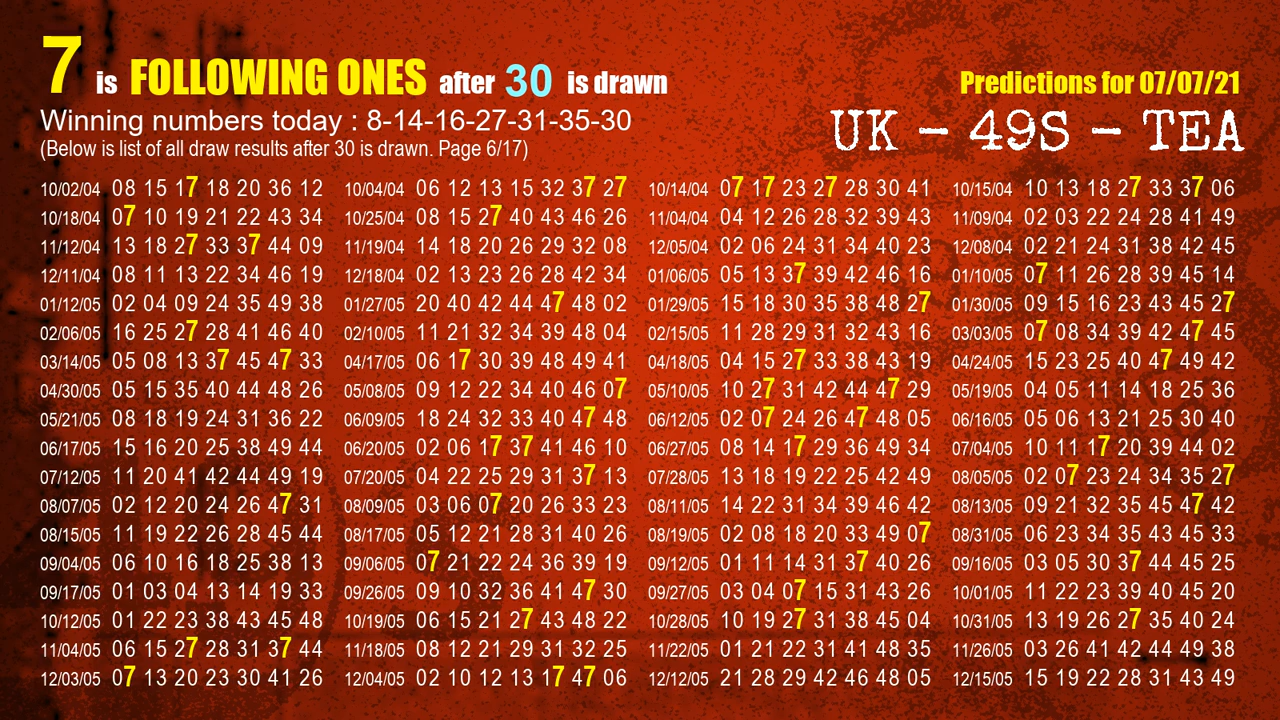 7 is FOLLOWING ONES after 30 is drawn
Predictions for 07/07/21
Winning numbers today : 8-14-16-27-31-35-30
UK - 49S - TEA
(Below is list of all draw results after 30 is drawn. Page 6/17)
10/02/04 08 15 17 18 20 36 12 10/04/04 06 12 13 15 32 37 27 10/14/04 07 17 23 27 28 30 41 10/15/04 10 13 18 27 33 37 06
10/18/04 07 10 19 21 22 43 34 10/25/04 08 15 27 40 43 46 26 11/04/04 04 12 26 28 32 39 43 11/09/04 02 03 22 24 28 41 49
11/12/04 13 18 27 33 37 44 09 11/19/04 14 18 20 26 29 32 08 12/05/04 02 06 24 31 34 40 23 12/08/04 02 21 24 31 38 42 45
12/11/04 08 11 13 22 34 46 19 12/18/04 02 13 23 26 28 42 34 01/06/05 05 13 37 39 42 46 16 01/10/05 07 11 26 28 39 45 14
01/12/05 02 04 09 24 35 49 38 01/27/05 20 40 42 44 47 48 02 01/29/05 15 18 30 35 38 48 27 01/30/05 09 15 16 23 43 45 27
02/06/05 16 25 27 28 41 46 40 02/10/05 11 21 32 34 39 48 04 02/15/05 11 28 29 31 32 43 16 03/03/05 07 08 34 39 42 47 45
03/14/05 05 08 13 37 45 47 33 04/17/05 06 17 30 39 48 49 41 04/18/05 04 15 27 33 38 43 19 04/24/05 15 23 25 40 47 49 42
04/30/05 05 15 35 40 44 48 26 05/08/05 09 12 22 34 40 46 07 05/10/05 10 27 31 42 44 47 29 05/19/05 04 05 11 14 18 25 36
05/21/05 08 18 19 24 31 36 22 06/09/05 18 24 32 33 40 47 48 06/12/05 02 07 24 26 47 48 05 06/16/05 05 06 13 21 25 30 40
06/17/05 15 16 20 25 38 49 44 06/20/05 02 06 17 37 41 46 10 06/27/05 08 14 17 29 36 49 34 07/04/05 10 11 17 20 39 44 02
07/12/05 11 20 41 42 44 49 19 07/20/05 04 22 25 29 31 37 13 07/28/05 13 18 19 22 25 42 49 08/05/05 02 07 23 24 34 35 27
08/07/05 02 12 20 24 26 47 31 08/09/05 03 06 07 20 26 33 23 08/11/05 14 22 31 34 39 46 42 08/13/05 09 21 32 35 45 47 42
08/15/05 11 19 22 26 28 45 44 08/17/05 05 12 21 28 31 40 26 08/19/05 02 08 18 20 33 49 07 08/31/05 06 23 34 35 43 45 33
09/04/05 06 10 16 18 25 38 13 09/06/05 07 21 22 24 36 39 19 09/12/05 01 11 14 31 37 40 26 09/16/05 03 05 30 37 44 45 25
09/17/05 01 03 04 13 14 19 33 09/26/05 09 10 32 36 41 47 30 09/27/05 03 04 07 15 31 43 26 10/01/05 11 22 23 39 40 45 20
10/12/05 01 22 23 38 43 45 48 10/19/05 06 15 21 27 43 48 22 10/28/05 10 19 27 31 38 45 04 10/31/05 13 19 26 27 35 40 24
11/04/05 06 15 27 28 31 37 44 11/18/05 08 12 21 29 31 32 25 11/22/05 01 21 22 31 41 48 35 11/26/05 03 26 41 42 44 49 38
12/03/05 07 13 20 23 30 41 26 12/04/05 02 10 12 13 17 47 06 12/12/05 21 28 29 42 46 48 05 12/15/05 15 19 22 28 31 43 49